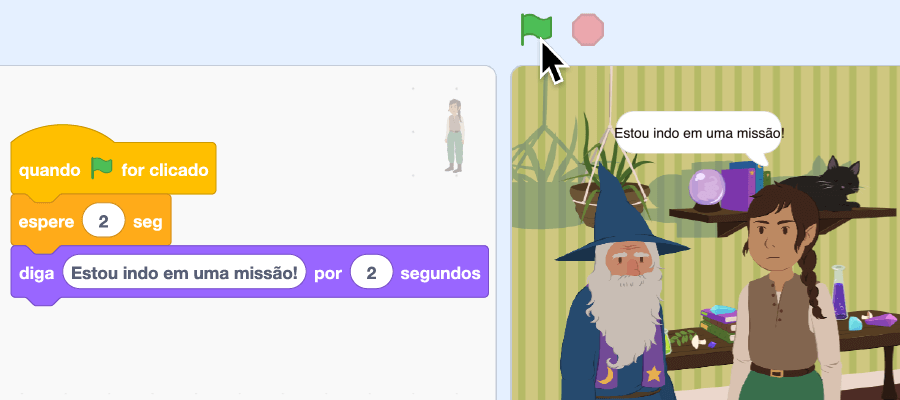 quando for clicado
espere 2 seg
diga Estou indo em uma missão! por 2 segundos
Estou indo em uma missão!